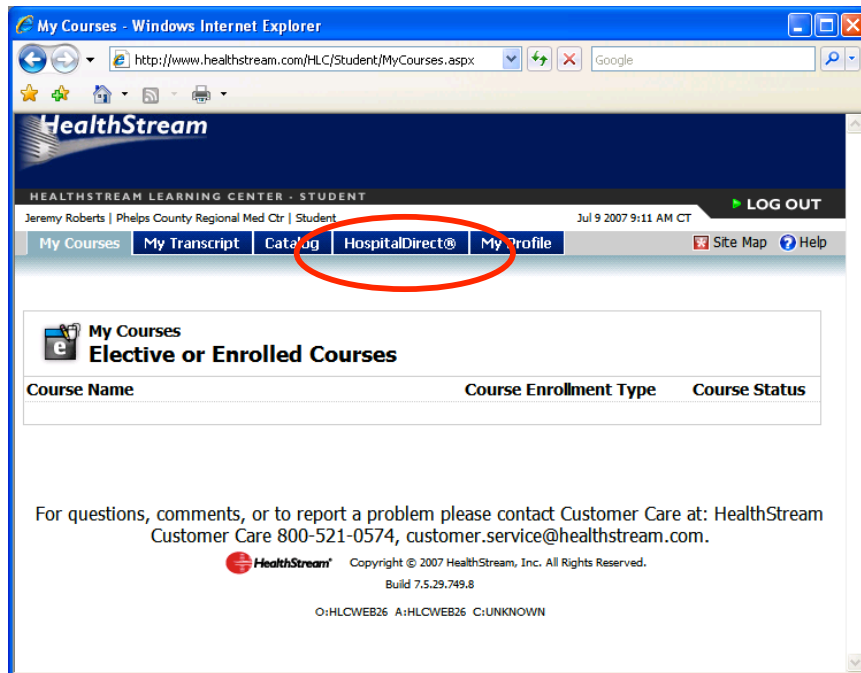 My Courses - Windows Internet Explorer
http://www.healthstream.com/HLC/Student/MyCourses.aspx Google
HealthStream
HEALTHSTREAM LEARNING CENTER - STUDENT
LOG OUT
Jeremy Roberts | Phelps County Regional Med Ctr | Student Jul 9 2007 9:11 AM CT
My Courses My Transcript Catalog HospitalDirect® My Profile Site Map Help
My Courses
Elective or Enrolled Courses
Course Name Course Enrollment Type Course Status
For questions, comments, or to report a problem please contact Customer Care at: HealthStream
Customer Care 800-521-0574, customer.service@healthstream.com.
HealthStream Copyright © 2007 HealthStream, Inc. All Rights Reserved.
Build 7.5.29.749.8
O:HLCWEB26 A:HLCWEB26 C:UNKNOWN